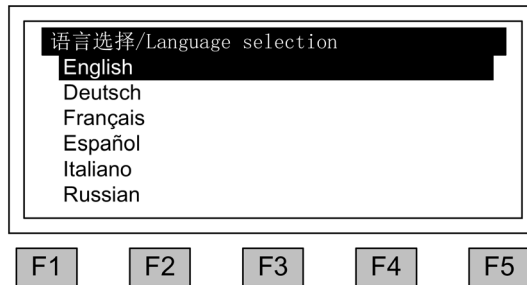 语言选择/Language selection
English
Deutsch
Français
Español
Italiano
Russian
F1 F2 F3 F4 F5